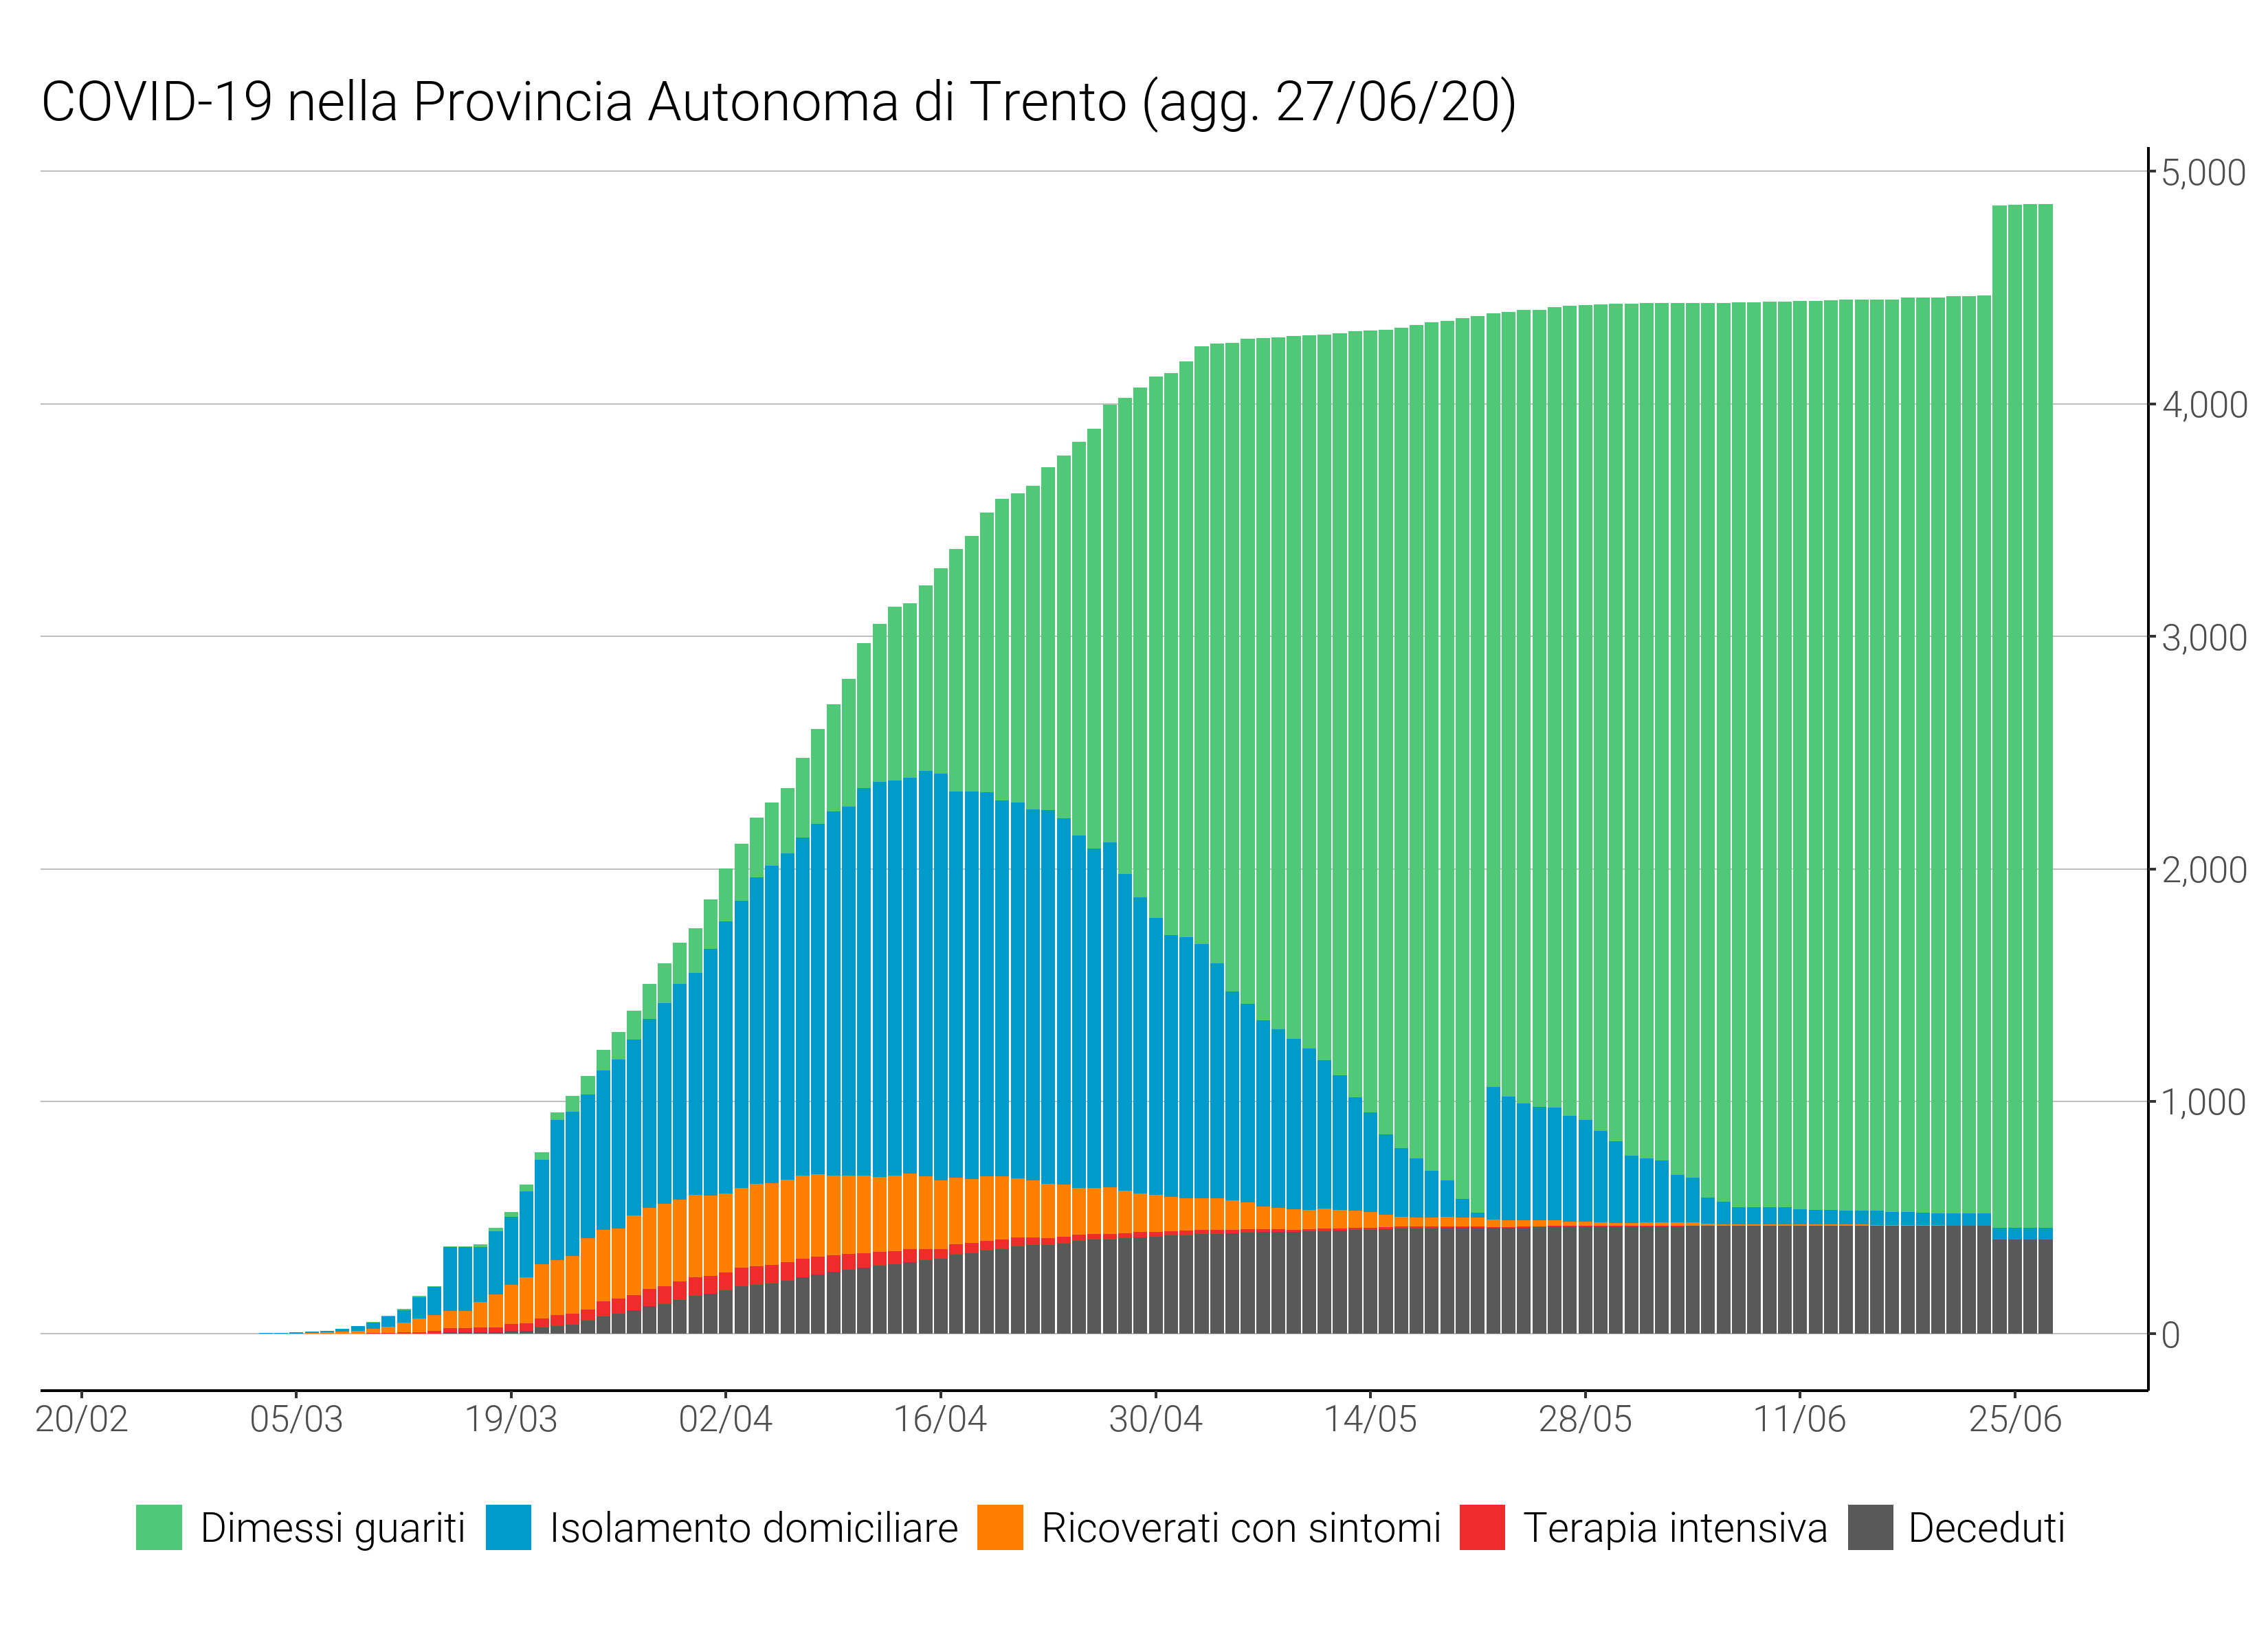 COVID-19 nella Provincia Autonoma di Trento (agg. 27/06/20)
5,000
4,000
3,000
2,000
1,000
0
20/02 05/03 19/03 02/04 16/04 30/04 14/05 28/05 11/06 25/06
Dimessi guariti Isolamento domiciliare Ricoverati con sintomi Terapia intensiva Deceduti